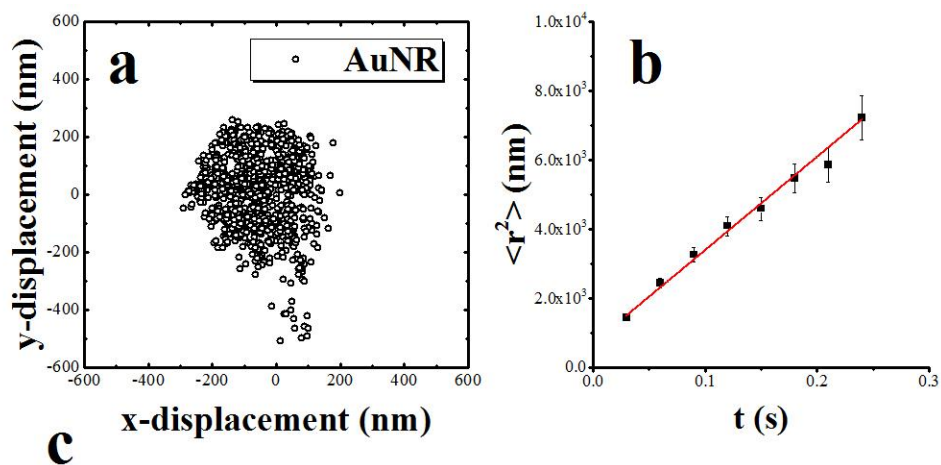 a
AuNR
y-displacement (nm)
600
400
200
0
-200
-400
-600
-600 -400 -200 0 200 400 600
x-displacement (nm)
b
<r²> (nm)
8.0x10³
6.0x10³
4.0x10³
2.0x10³
0.0
0.0 0.1 0.2 0.3
t (s)
c